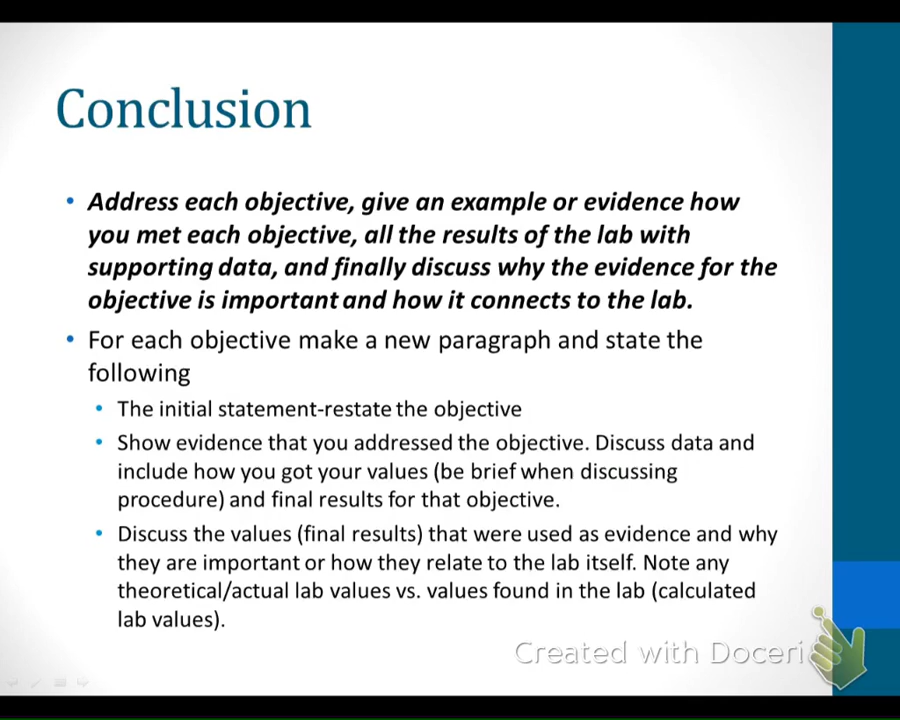 Conclusion
Address each objective, give an example or evidence how
you met each objective, all the results of the lab with
supporting data, and finally discuss why the evidence for the
objective is important and how it connects to the lab.
For each objective make a new paragraph and state the
following
The initial statement-restate the objective
Show evidence that you addressed the objective. Discuss data and
include how you got your values (be brief when discussing
procedure) and final results for that objective.
Discuss the values (final results) that were used as evidence and why
they are important or how they relate to the lab itself. Note any
theoretical/actual lab values vs. values found in the lab (calculated
lab values).
Created with Doceri